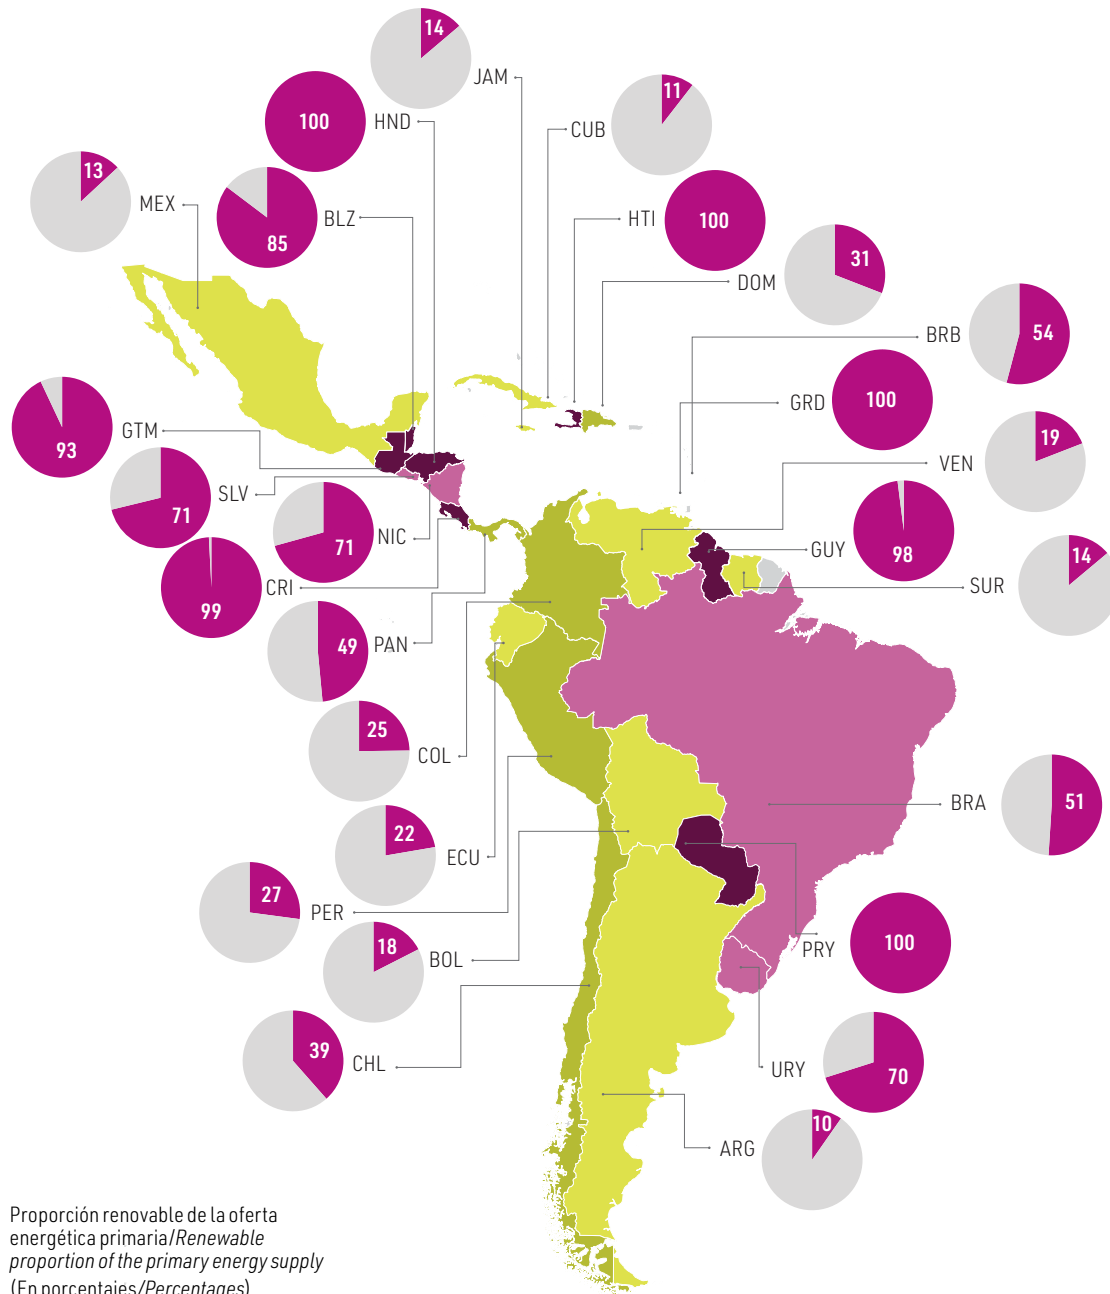 14
JAM
100
HND
11
CUB
13
MEX
85
BLZ
100
HTI
31
DOM
54
BRB
100
GRD
93
GTM
19
VEN
71
SLV
71
NIC
98
GUY
99
CRI
14
SUR
49
PAN
25
COL
51
BRA
22
ECU
27
PER
18
BOL
100
PRY
39
CHL
70
URY
10
ARG
Proporción renovable de la oferta
energética primaria/Renewable
proportion of the primary energy supply
(En porcentajes/Percentages)